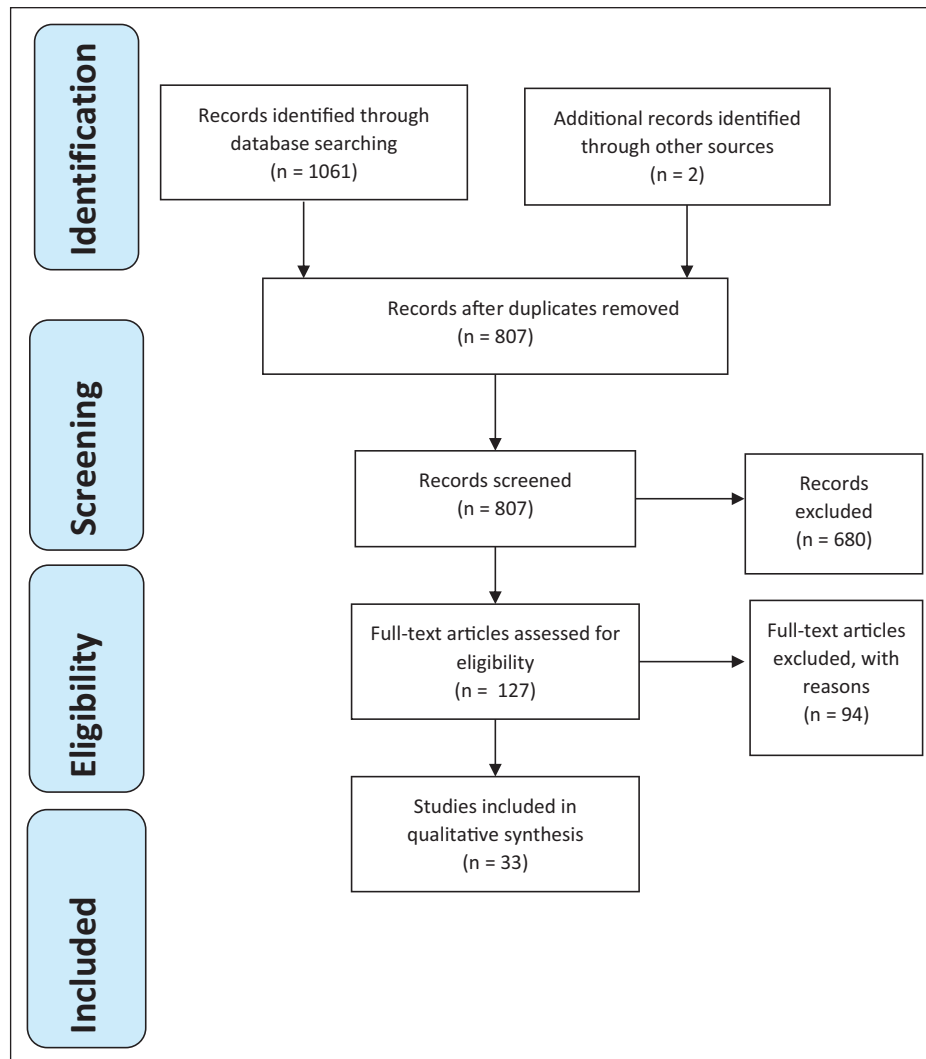 Identification
Records identified through
database searching
(n = 1061)
Additional records identified
through other sources
(n = 2)
Records after duplicates removed
(n = 807)
Screening
Records screened
(n = 807)
Records
excluded
(n = 680)
Eligibility
Full-text articles assessed for
eligibility
(n =  127)
Full-text articles
excluded, with
reasons
(n = 94)
Included
Studies included in
qualitative synthesis
(n = 33)